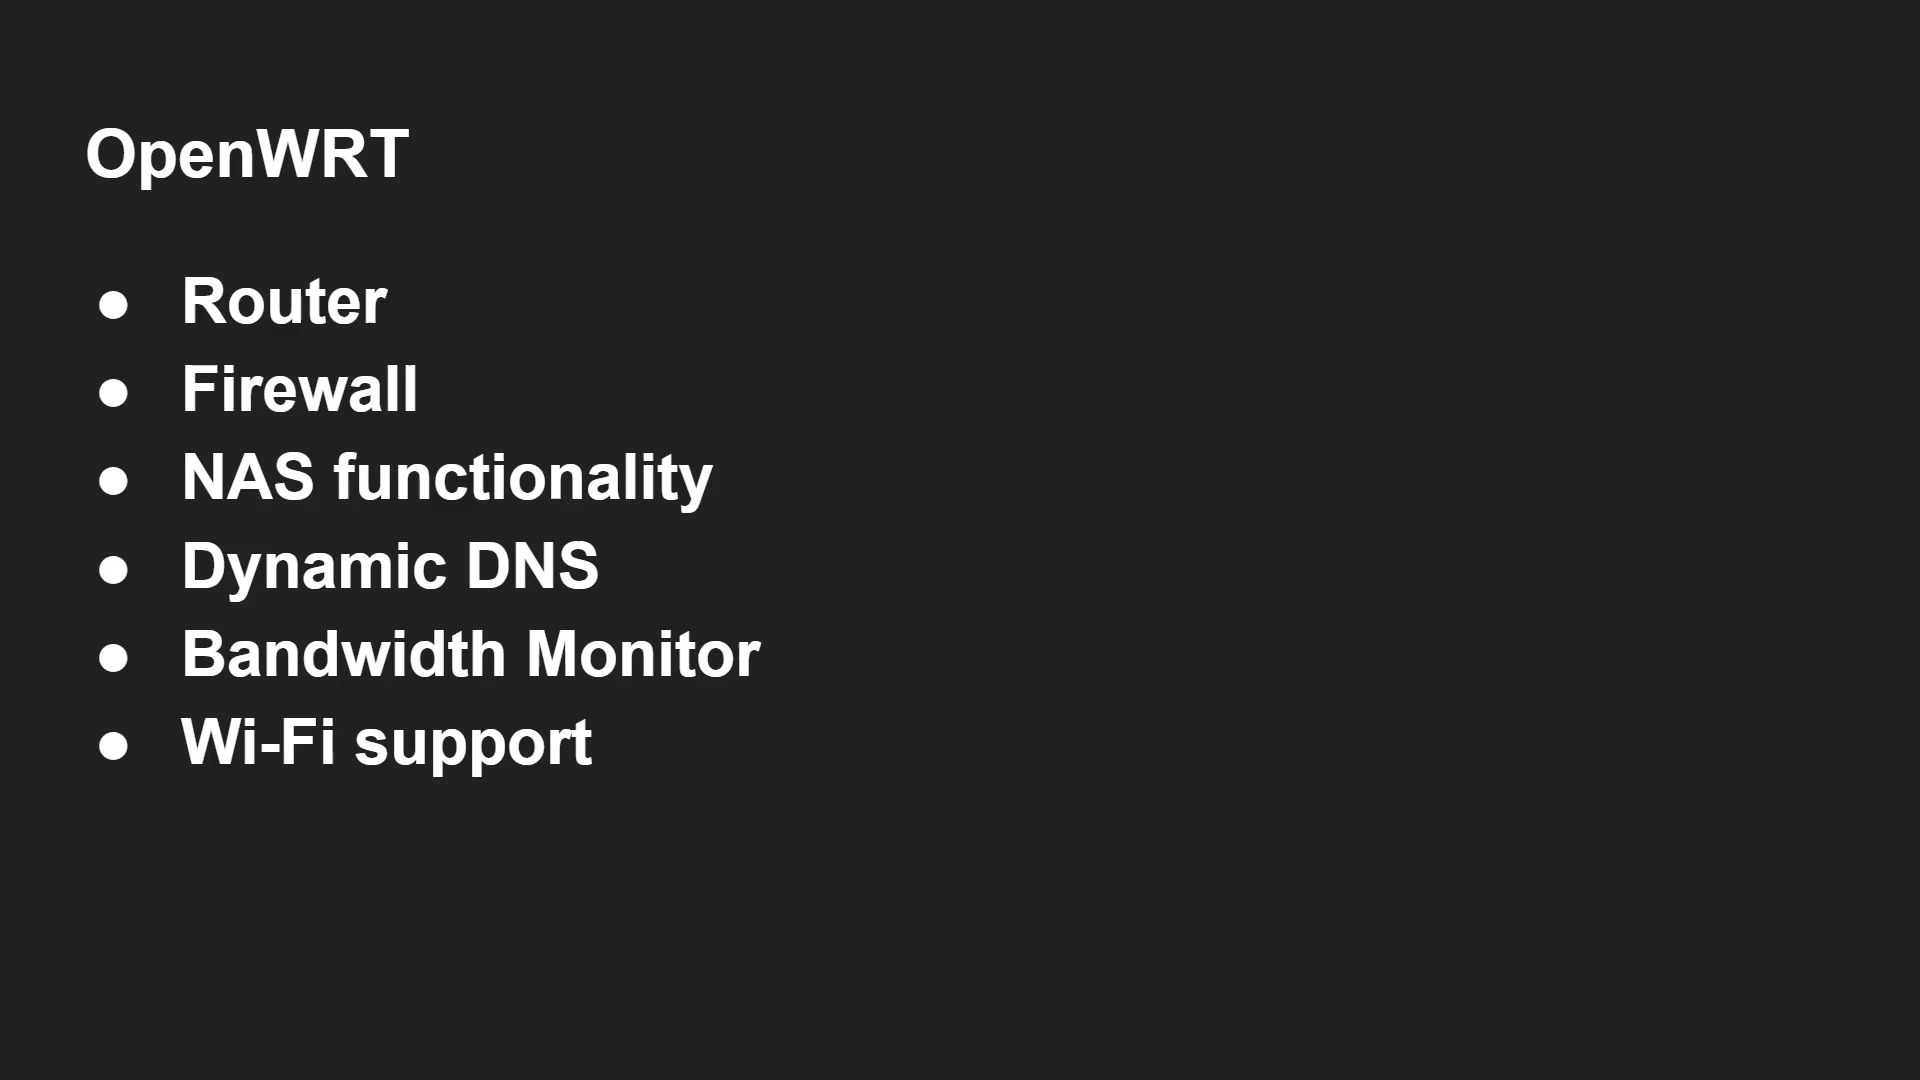 OpenWRT
● Router
● Firewall
● NAS functionality
● Dynamic DNS
● Bandwidth Monitor
● Wi-Fi support